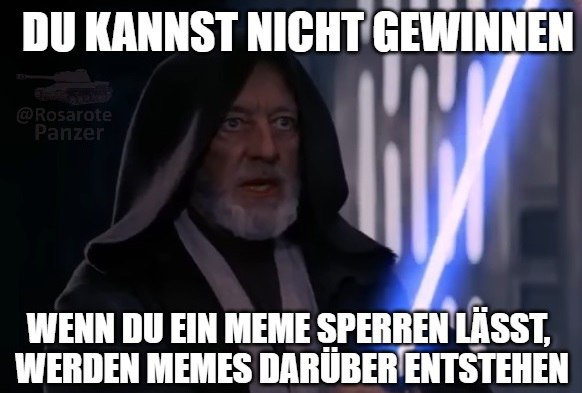 DU KANNST NICHT GEWINNEN
@Rosarote
Panzer
WENN DU EIN MEME SPERREN LÄSST,
WERDEN MEMES DARÜBER ENTSTEHEN